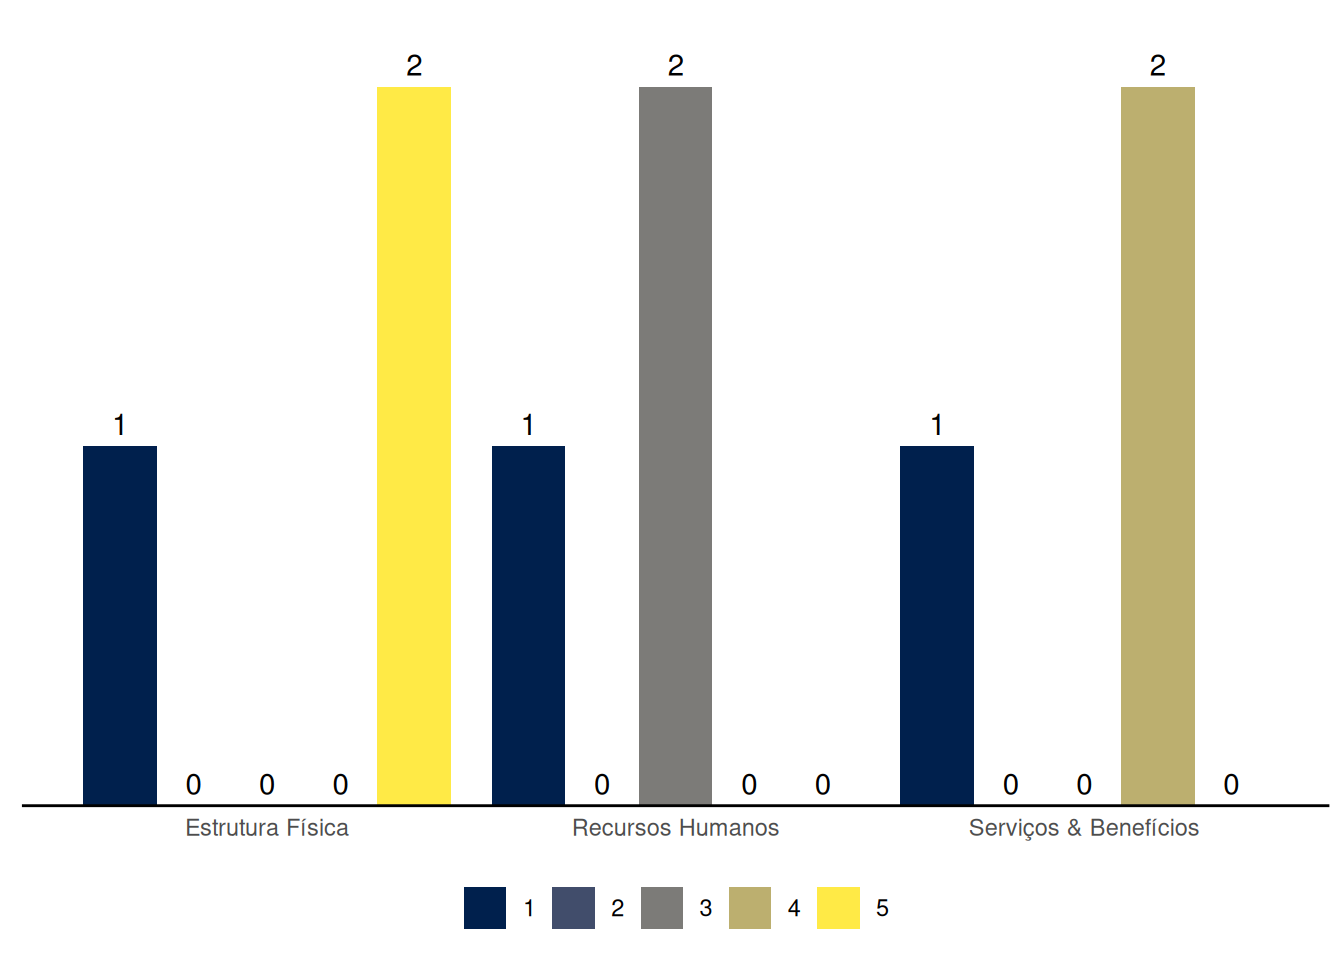 2 2 2
1 1 1
0 0 0 0 0 0 0 0 0
Estrutura Física Recursos Humanos Serviços & Benefícios
1 2 3 4 5